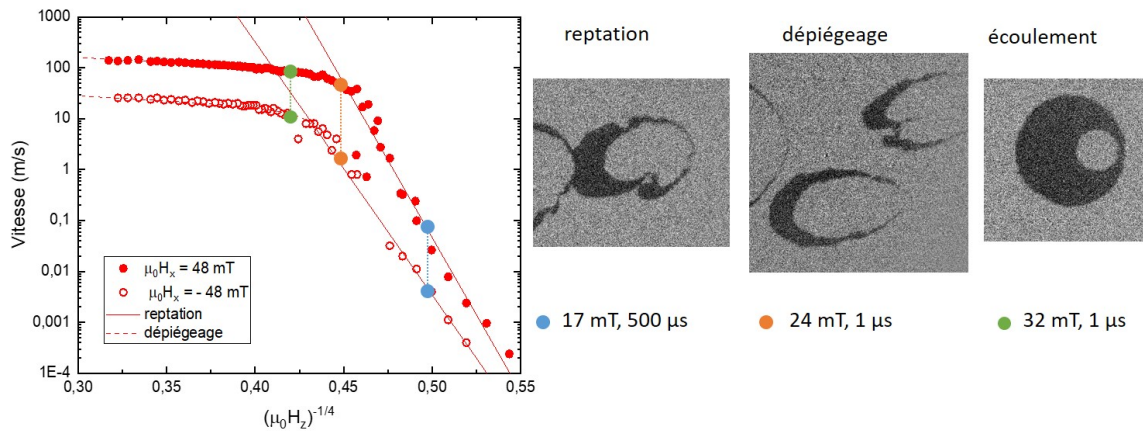 1000
100
10
1
0,1
0,01
0,001
1E-4
Vitesse (m/s)
0,30
0,35
0,40
0,45
0,50
0,55
(μ₀Hz)⁻¹/⁴
μ₀Hₓ = 48 mT
μ₀Hₓ = - 48 mT
reptation
dépiégeage
reptation
dépiégeage
écoulement
17 mT, 500 μs
24 mT, 1 μs
32 mT, 1 μs